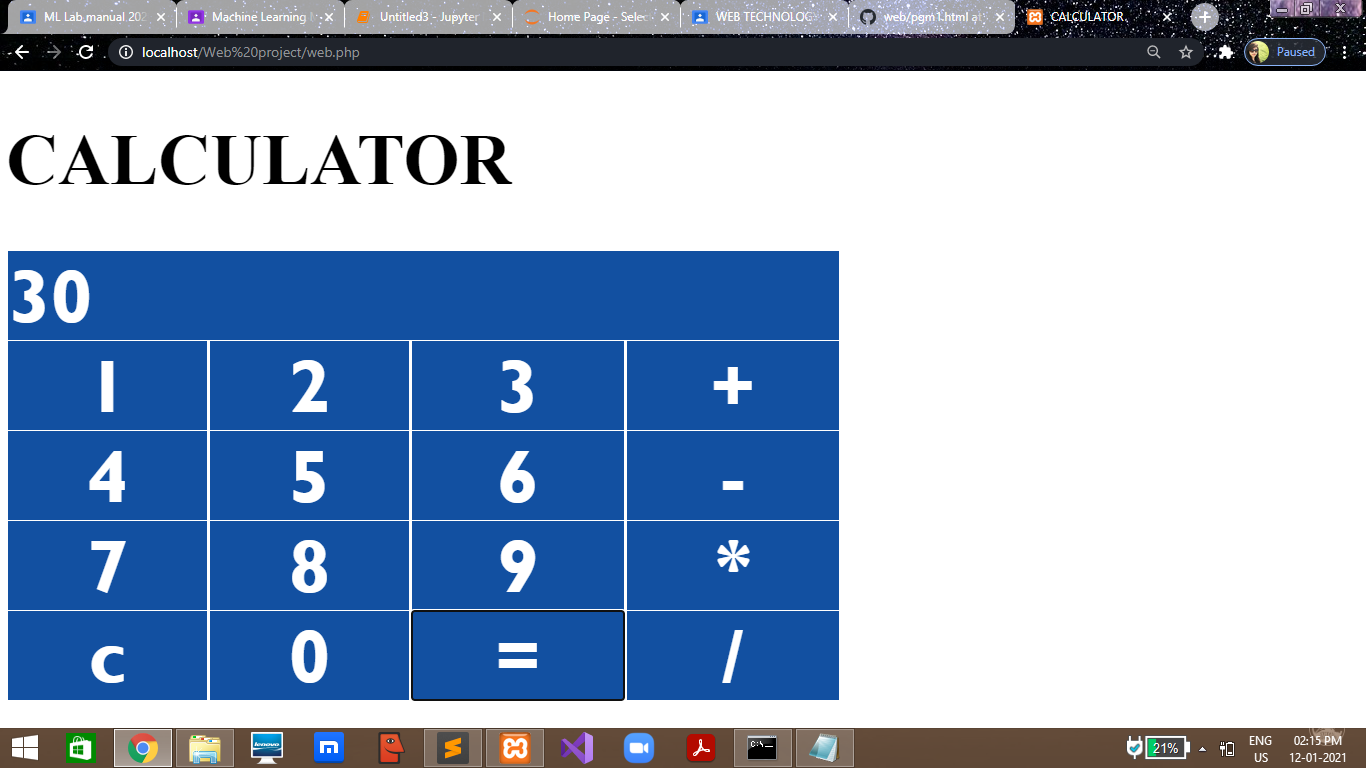 ML Lab manual 202
Machine Learning
Untitled3 - Jupyter
Home Page - Selec
WEB TECHNOLOG
web/pgm1.html at
CALCULATOR
localhost/Web%20project/web.php
Paused
CALCULATOR
30
1 2 3 +
4 5 6 -
7 8 9 *
c 0 = /
lenovo
C:\_
21%
ENG
US
02:15 PM
12-01-2021